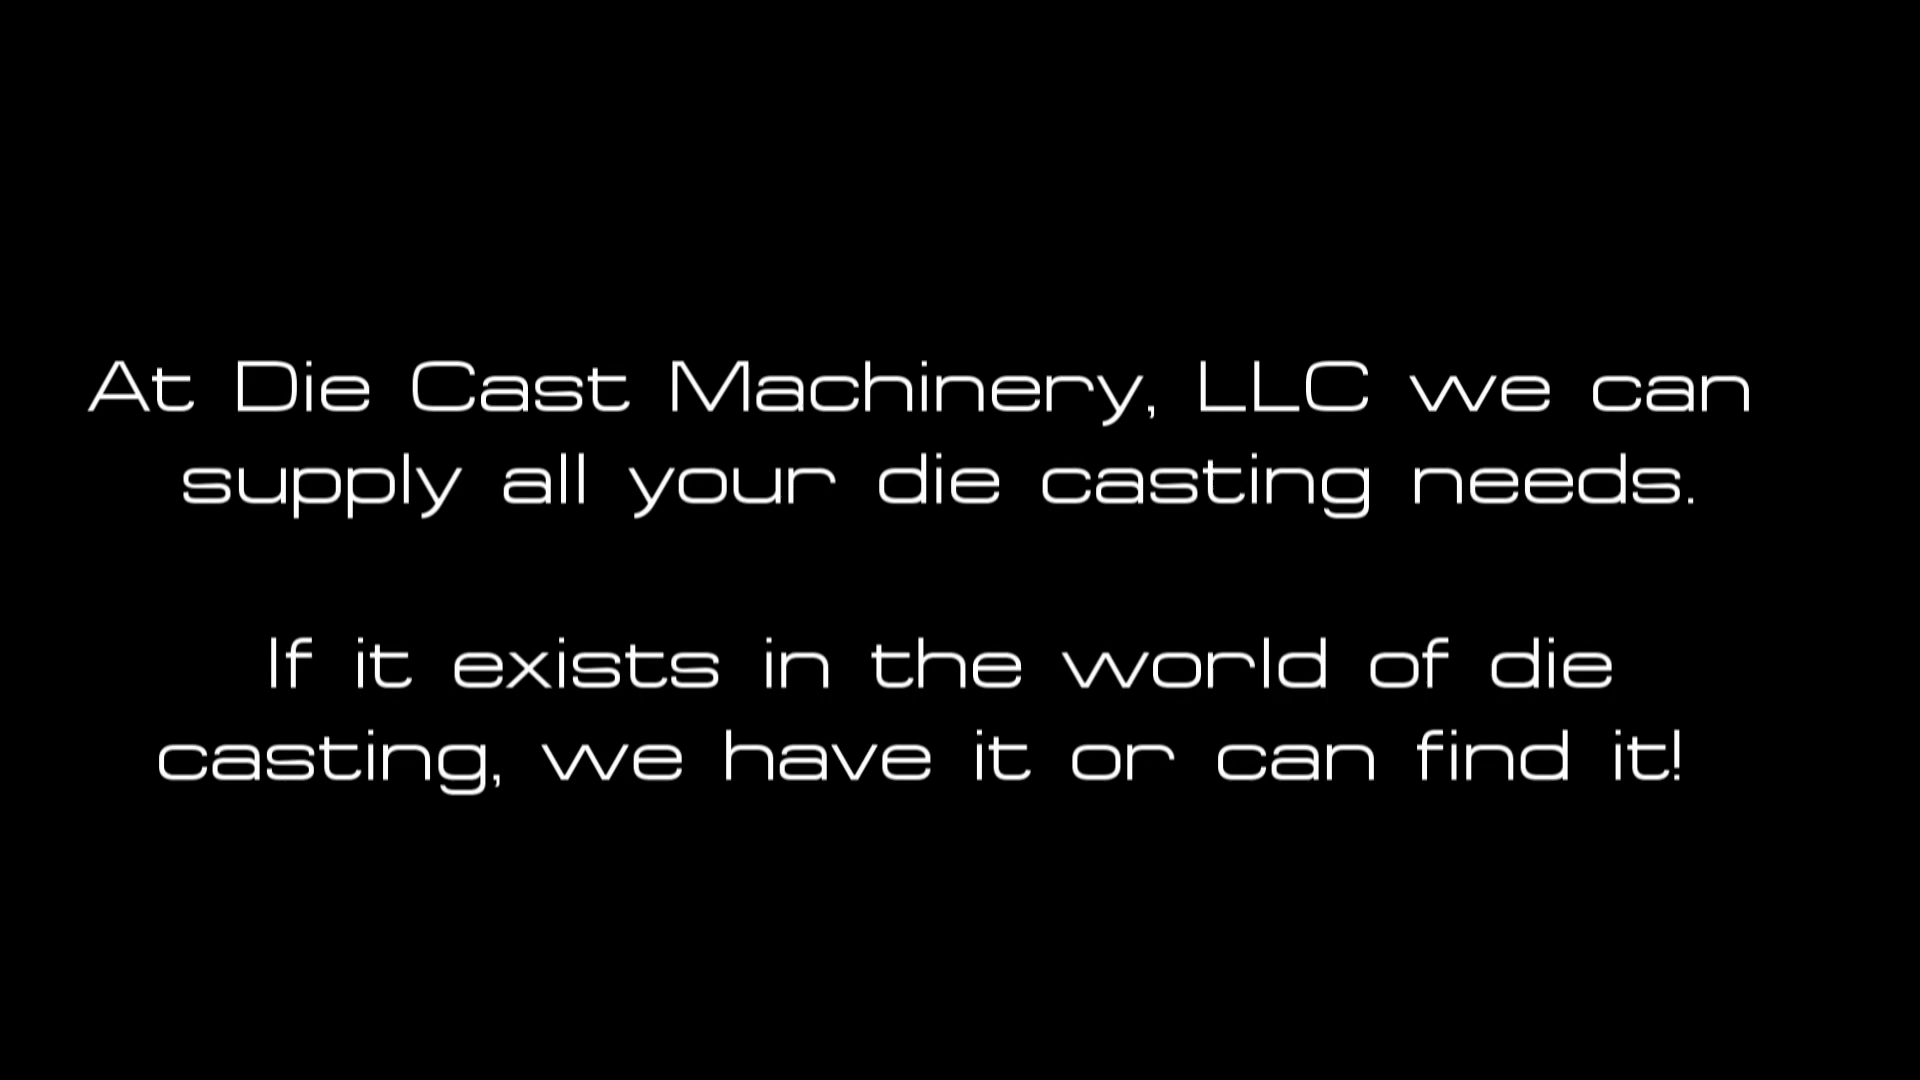 At Die Cast Machinery, LLC we can
supply all your die casting needs.
If it exists in the world of die
casting, we have it or can find it!